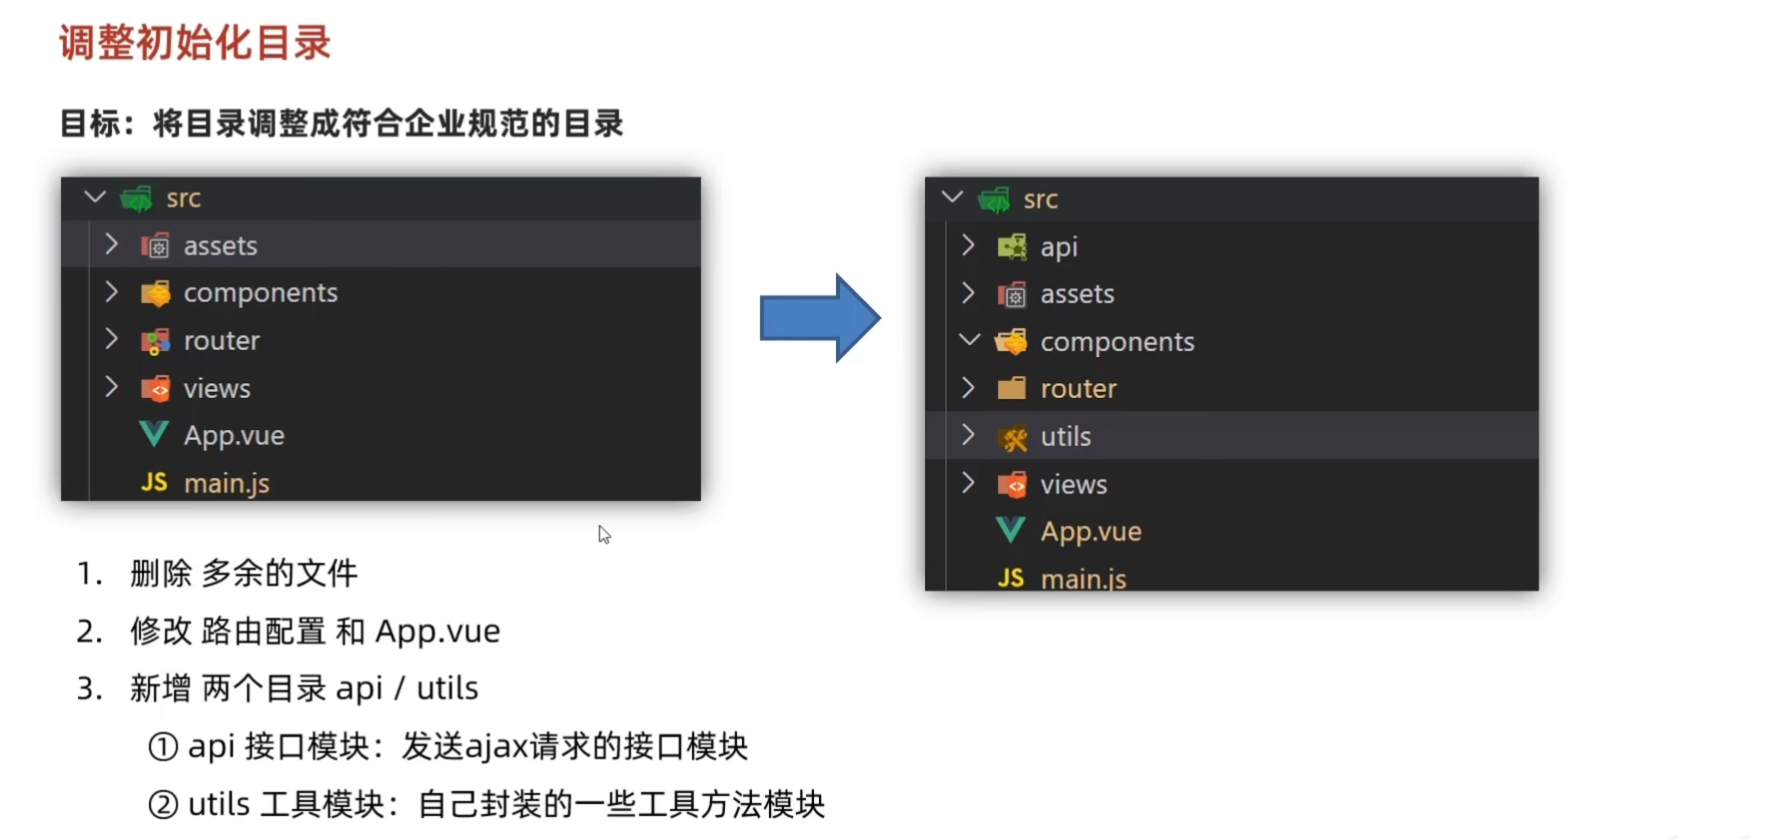 调整初始化目录
目标：将目录调整成符合企业规范的目录
src
assets
components
router
views
App.vue
JS main.js
src
api
assets
components
router
utils
views
App.vue
JS main.js
1. 删除 多余的文件
2. 修改 路由配置 和 App.vue
3. 新增 两个目录 api / utils
① api 接口模块：发送ajax请求的接口模块
② utils 工具模块：自己封装的一些工具方法模块